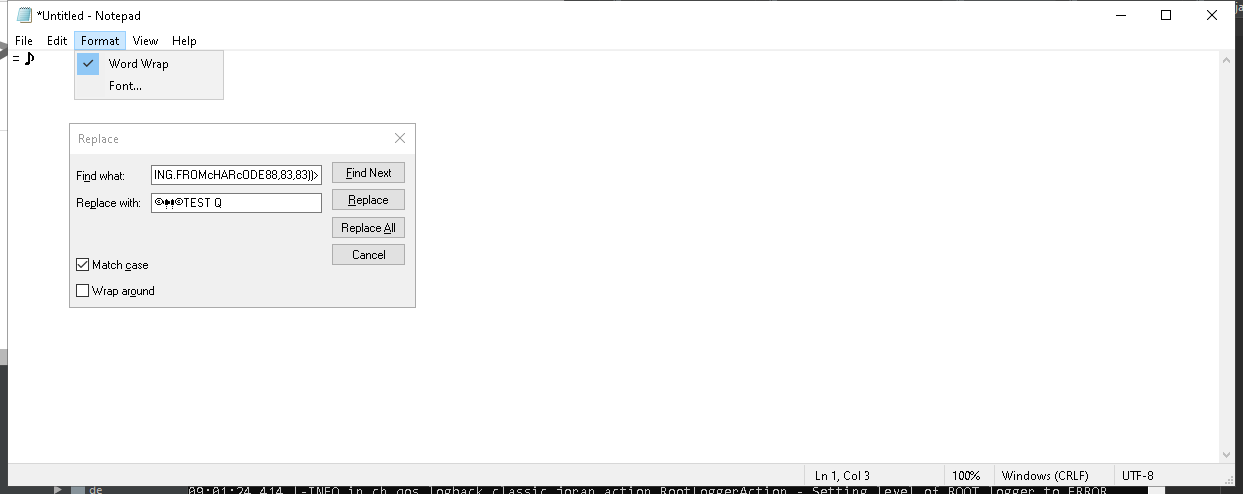 *Untitled - Notepad
File Edit Format View Help
= ♪
Word Wrap
Font...
Replace
Find what: ING.FROMcHARcODE88,83,83))> Find Next
Replace with: TEST Q Replace
Replace All
Cancel
Match case
Wrap around
Ln 1, Col 3 100% Windows (CRLF) UTF-8
de 09:01:24,414 |-INFO in ch.qos.logback.classic.joran.action.RootLoggerAction - Setting level of ROOT logger to ERROR